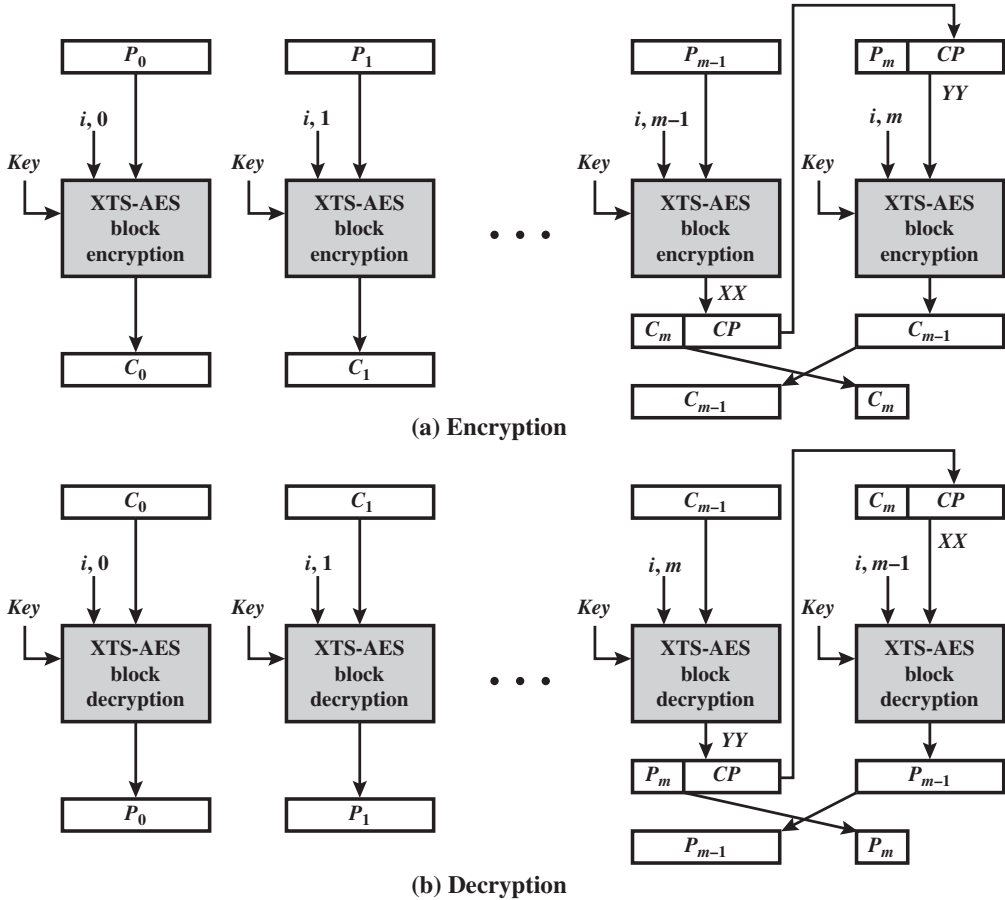 P0 P1 Pm−1 Pm CP
YY
i, 0 i, 1 i, m−1 i, m
Key Key Key Key
XTS-AES XTS-AES XTS-AES XTS-AES
block block block block
encryption encryption • • • encryption encryption
XX
Cm CP Cm−1
C0 C1
Cm−1 Cm
(a) Encryption
C0 C1 Cm−1 Cm CP
XX
i, 0 i, 1 i, m i, m−1
Key Key Key Key
XTS-AES XTS-AES XTS-AES XTS-AES
block block block block
decryption decryption • • • decryption decryption
YY
Pm CP Pm−1
P0 P1
Pm−1 Pm
(b) Decryption